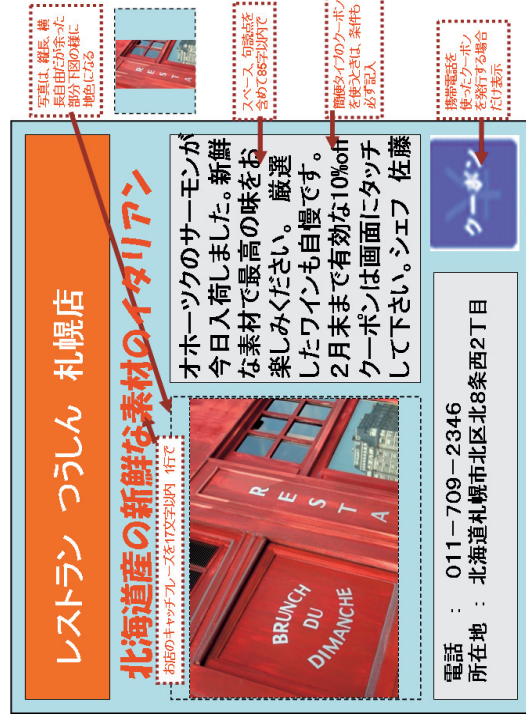 レストラン　つうしん　札幌店
北海道産の新鮮な素材のイタリアン
お店のキャッチフレーズを17文字以内　1行で
BRUNCH
DU
DIMANCHE
RESTA
オホーツクのサーモンが
今日入荷しました。新鮮
な素材で最高の味をお
楽しみください。　厳選
したワインも自慢です。
2月末まで有効な10%off
クーポンは画面にタッチ
して下さい。シェフ　佐藤
電話　：　011－709－2346
所在地　：　北海道札幌市北区北8条西2丁目
クーポン
写真は、縦長、横
長自由だが余った
部分下図の様に
地色になる
RESTA
スペース、句読点を
含めて88字以内で
簡便タイプのクーポン
を使うときは、条件も
必ず記入
携帯電話を
使ったクーポン
を発行する場合
だけ表示